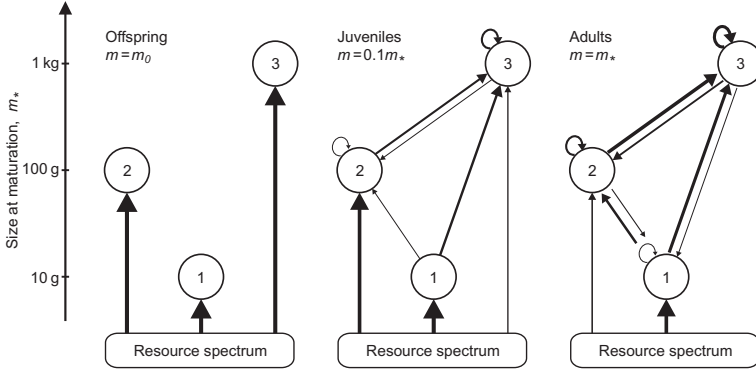 Size at maturation, m*
1 kg
100 g
10 g
Offspring
m=m0
3
2
1
Resource spectrum
Juveniles
m=0.1m*
3
2
1
Resource spectrum
Adults
m=m*
3
2
1
Resource spectrum